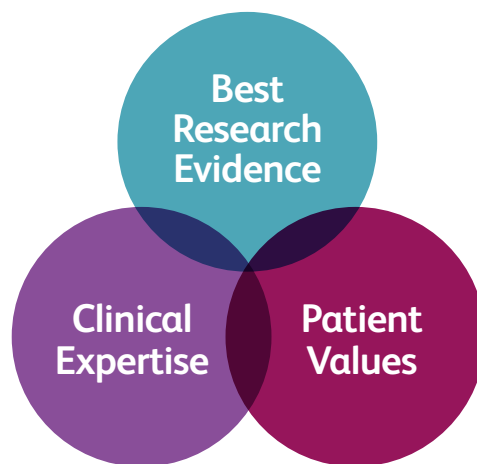 Best
Research
Evidence
Clinical
Expertise
Patient
Values